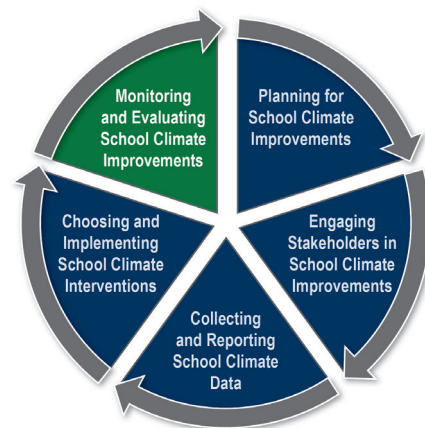 Monitoring
and Evaluating
School Climate
Improvements
Planning for
School Climate
Improvements
Engaging
Stakeholders in
School Climate
Improvements
Collecting
and Reporting
School Climate
Data
Choosing and
Implementing
School Climate
Interventions